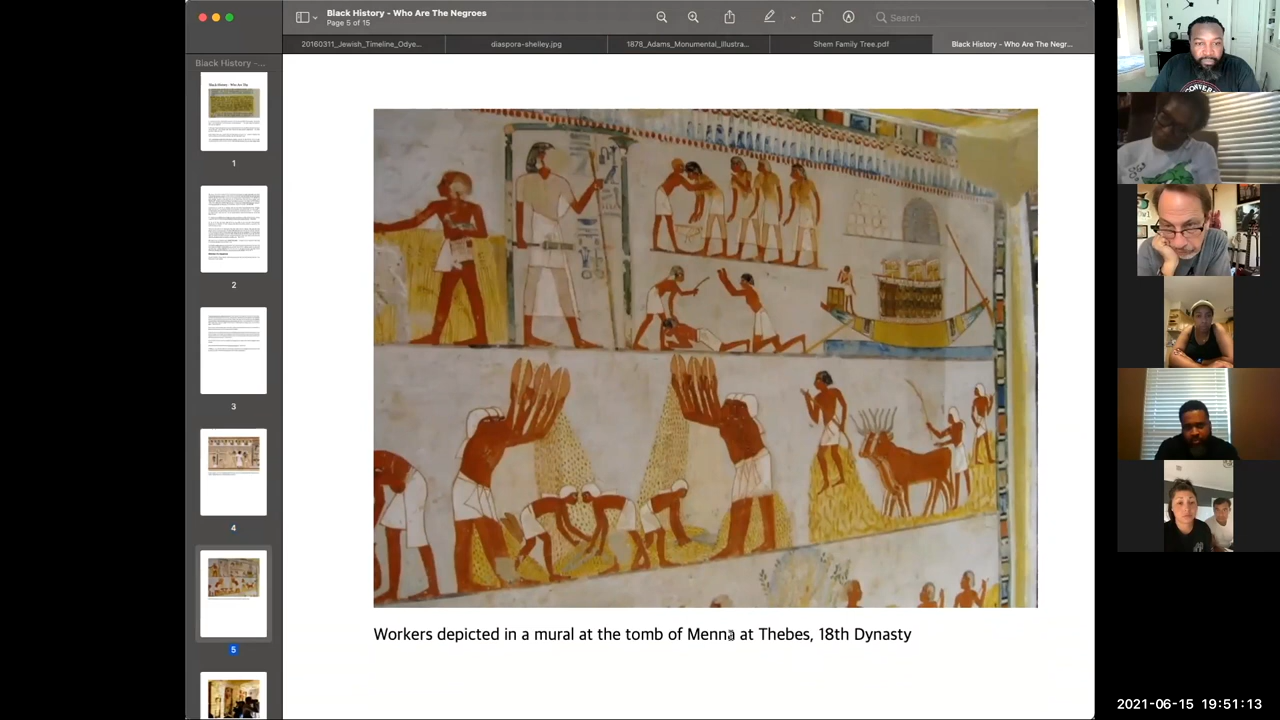 Black History - Who Are The Negroes
Page 5 of 15
Search
20160311_Jewish_Timeline_Odye...
diaspora-shelley.jpg
1878_Adams_Monumental_Illustra...
Shem Family Tree.pdf
Black History - Who Are The Negr...
Black History -...
1
2
3
4
5
Workers depicted in a mural at the tomb of Menna at Thebes, 18th Dynasty
2021-06-15 19:51:13